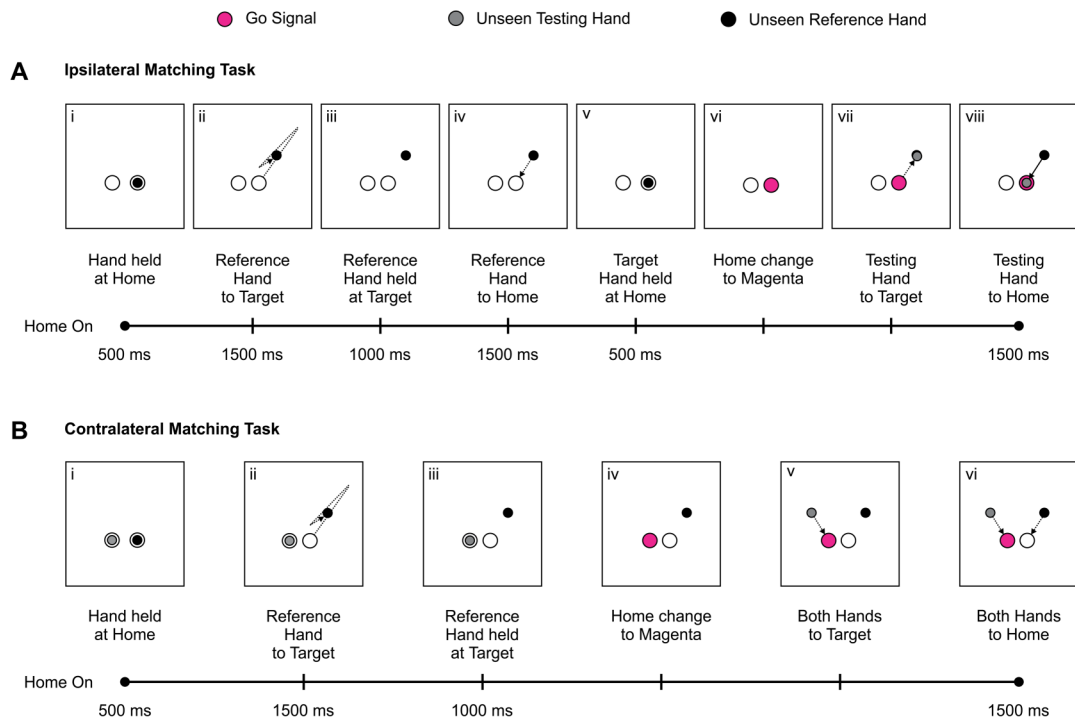 Go Signal Unseen Testing Hand Unseen Reference Hand
A Ipsilateral Matching Task
i ii iii iv v vi vii viii
Hand held
at Home
Reference
Hand
to Target
Reference
Hand held
at Target
Reference
Hand
to Home
Target
Hand held
at Home
Home change
to Magenta
Testing
Hand
to Target
Testing
Hand
to Home
Home On
500 ms 1500 ms 1000 ms 1500 ms 500 ms 1500 ms
B Contralateral Matching Task
i ii iii iv v vi
Hand held
at Home
Reference
Hand
to Target
Reference
Hand held
at Target
Home change
to Magenta
Both Hands
to Target
Both Hands
to Home
Home On
500 ms 1500 ms 1000 ms 1500 ms